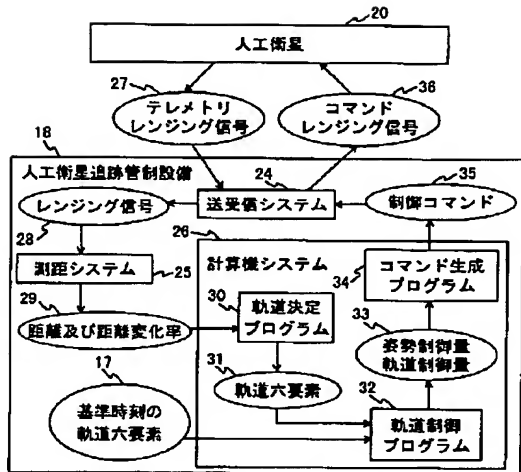 20
人工衛星
27
テレメトリ
レンジング信号
36
コマンド
レンジング信号
18
人工衛星追跡管制設備
24
送受信システム
35
制御コマンド
レンジング信号
28
26
計算機システム
測距システム
25
34
コマンド生成
プログラム
29
距離及び距離変化率
30
軌道決定
プログラム
33
姿勢制御量
軌道制御量
17
基準時刻の
軌道六要素
31
軌道六要素
32
軌道制御
プログラム